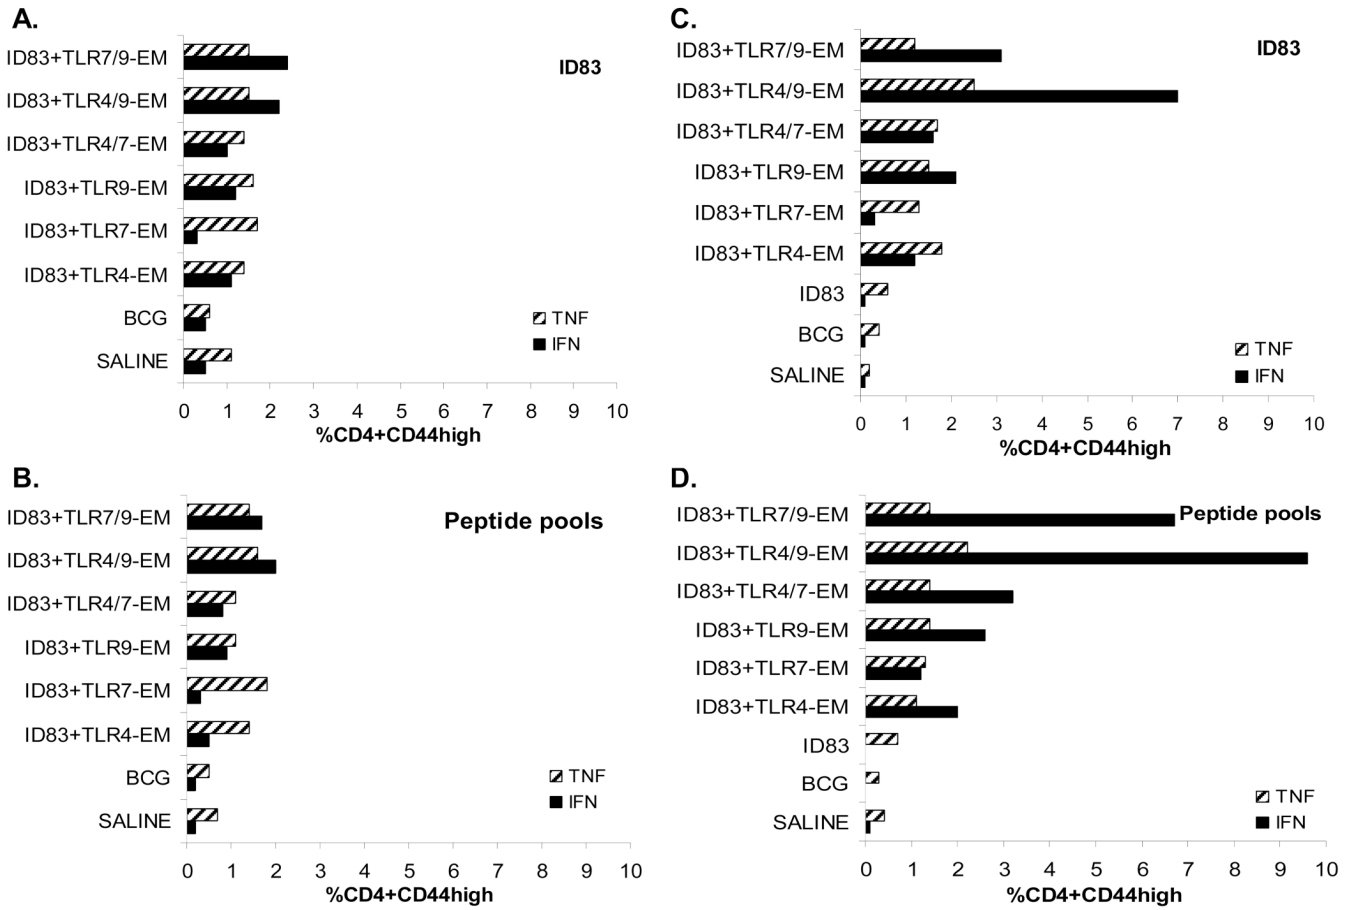 A.
ID83
ID83+TLR7/9-EM
ID83+TLR4/9-EM
ID83+TLR4/7-EM
ID83+TLR9-EM
ID83+TLR7-EM
ID83+TLR4-EM
BCG
SALINE
TNF
IFN
0 1 2 3 4 5 6 7 8 9 10
%CD4+CD44high
B.
Peptide pools
ID83+TLR7/9-EM
ID83+TLR4/9-EM
ID83+TLR4/7-EM
ID83+TLR9-EM
ID83+TLR7-EM
ID83+TLR4-EM
BCG
SALINE
TNF
IFN
0 1 2 3 4 5 6 7 8 9 10
%CD4+CD44high
C.
ID83
ID83+TLR7/9-EM
ID83+TLR4/9-EM
ID83+TLR4/7-EM
ID83+TLR9-EM
ID83+TLR7-EM
ID83+TLR4-EM
ID83
BCG
SALINE
TNF
IFN
0 1 2 3 4 5 6 7 8 9 10
%CD4+CD44high
D.
Peptide pools
ID83+TLR7/9-EM
ID83+TLR4/9-EM
ID83+TLR4/7-EM
ID83+TLR9-EM
ID83+TLR7-EM
ID83+TLR4-EM
ID83
BCG
SALINE
TNF
IFN
0 1 2 3 4 5 6 7 8 9 10
%CD4+CD44high